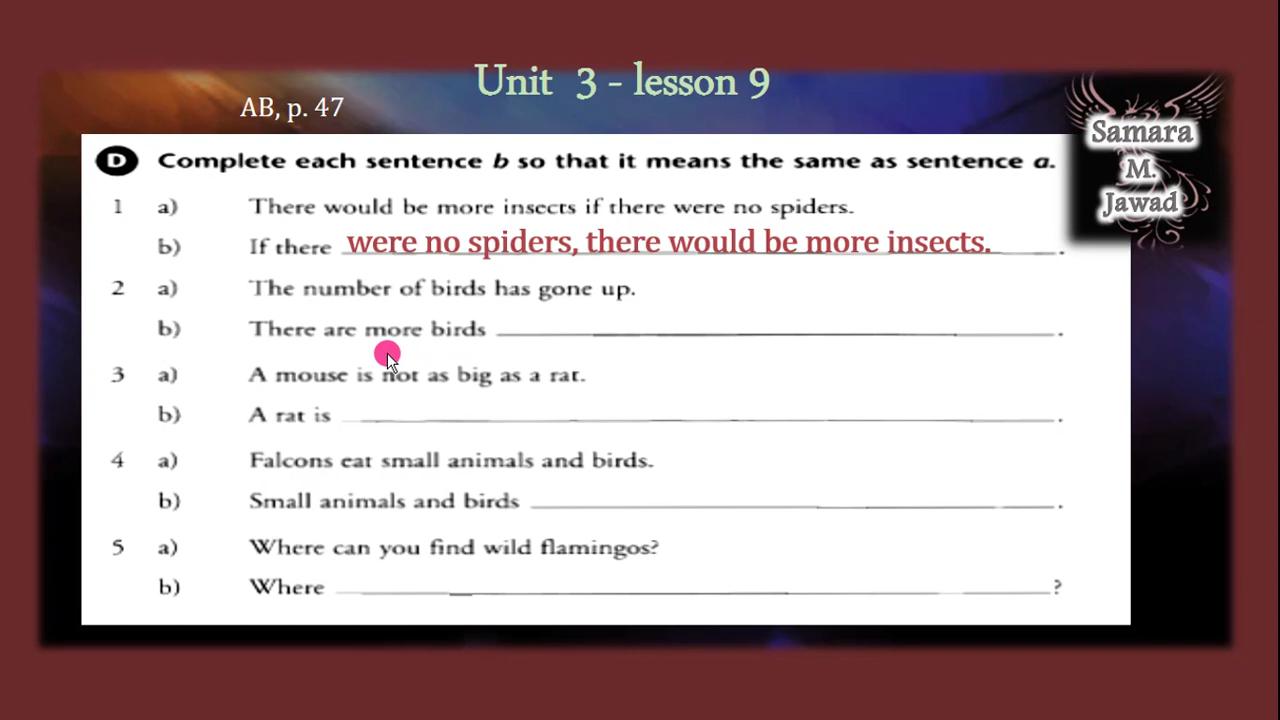 Unit 3 - lesson 9
AB, p. 47
Samara
M.
Jawad
D Complete each sentence b so that it means the same as sentence a.
1 a) There would be more insects if there were no spiders.
b) If there were no spiders, there would be more insects. .
2 a) The number of birds has gone up.
b) There are more birds .
3 a) A mouse is not as big as a rat.
b) A rat is .
4 a) Falcons eat small animals and birds.
b) Small animals and birds .
5 a) Where can you find wild flamingos?
b) Where ?